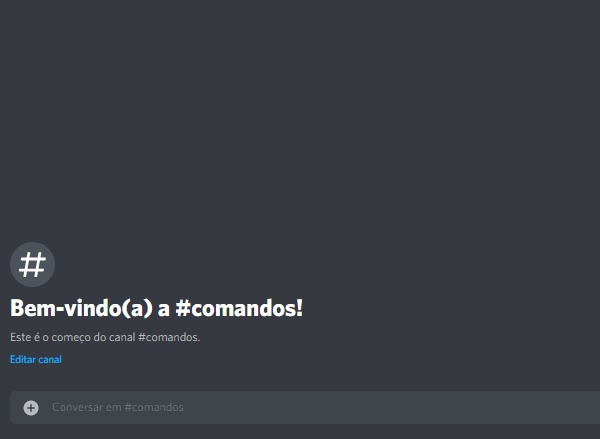 #
Bem-vindo(a) a #comandos!
Este é o começo do canal #comandos.
Editar canal
Conversar em #comandos